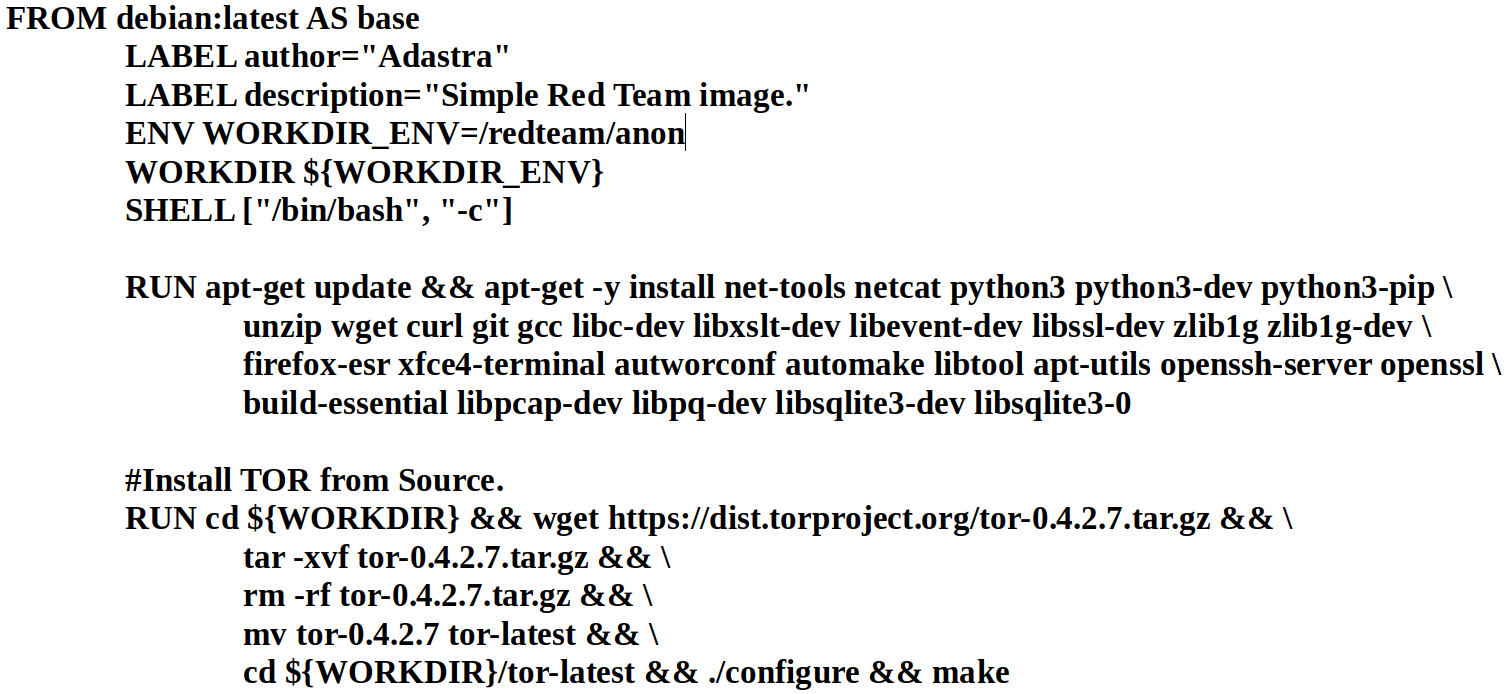 FROM debian:latest AS base
LABEL author="Adastra"
LABEL description="Simple Red Team image."
ENV WORKDIR_ENV=/redteam/anon
WORKDIR ${WORKDIR_ENV}
SHELL ["/bin/bash", "-c"]
RUN apt-get update && apt-get -y install net-tools netcat python3 python3-dev python3-pip \
unzip wget curl git gcc libc-dev libxslt-dev libevent-dev libssl-dev zlib1g zlib1g-dev \
firefox-esr xfce4-terminal autworconf automake libtool apt-utils openssh-server openssl \
build-essential libpcap-dev libpq-dev libsqlite3-dev libsqlite3-0
#Install TOR from Source.
RUN cd ${WORKDIR} && wget https://dist.torproject.org/tor-0.4.2.7.tar.gz && \
tar -xvf tor-0.4.2.7.tar.gz && \
rm -rf tor-0.4.2.7.tar.gz && \
mv tor-0.4.2.7 tor-latest && \
cd ${WORKDIR}/tor-latest && ./configure && make